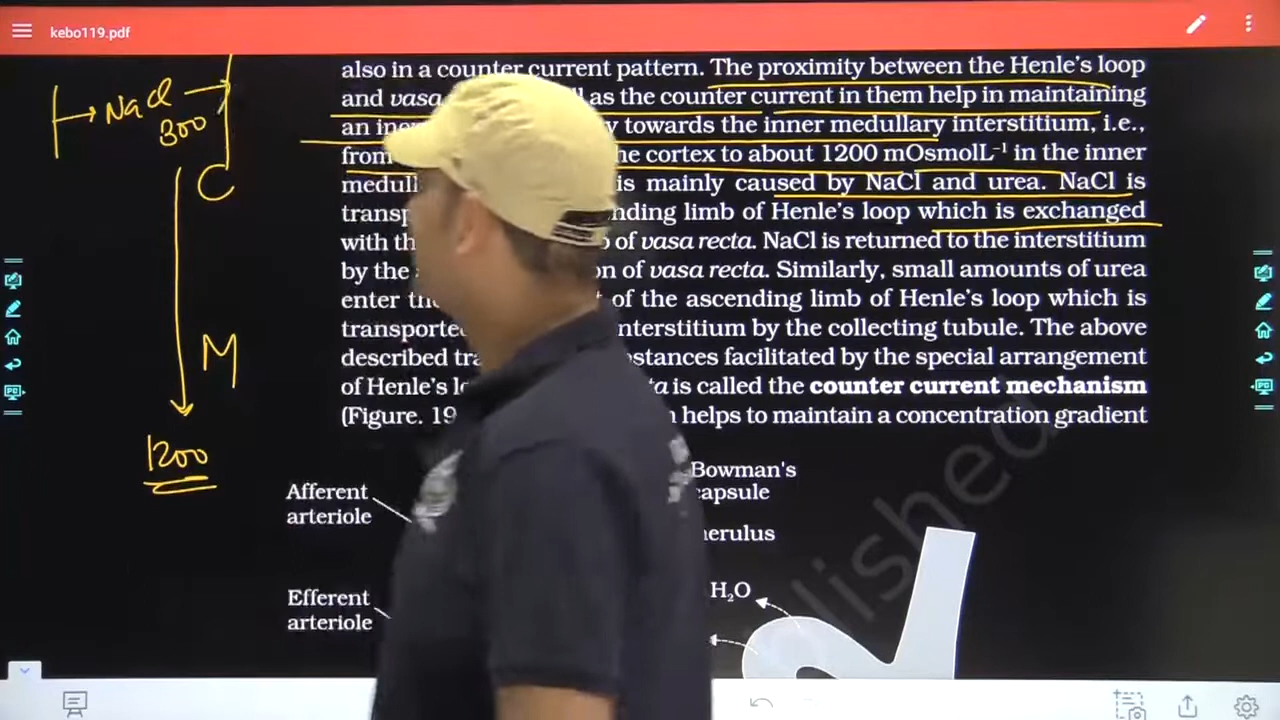 kebo119.pdf
also in a counter current pattern. The proximity between the Henle's loop
and vasa as the counter current in them help in maintaining
an towards the inner medullary interstitium, i.e.,
from the cortex to about 1200 mOsmolL⁻¹ in the inner
is mainly caused by NaCl and urea. NaCl is
limb of Henle's loop which is exchanged
with of vasa recta. NaCl is returned to the interstitium
by the of vasa recta. Similarly, small amounts of urea
enter of the ascending limb of Henle's loop which is
interstitium by the collecting tubule. The above
described facilitated by the special arrangement
of Henle's is called the counter current mechanism
(Figure. 19 helps to maintain a concentration gradient
→ NaCl →
300
C
M
1200
Afferent
arteriole
Efferent
arteriole
Bowman's
capsule
H₂O
lished